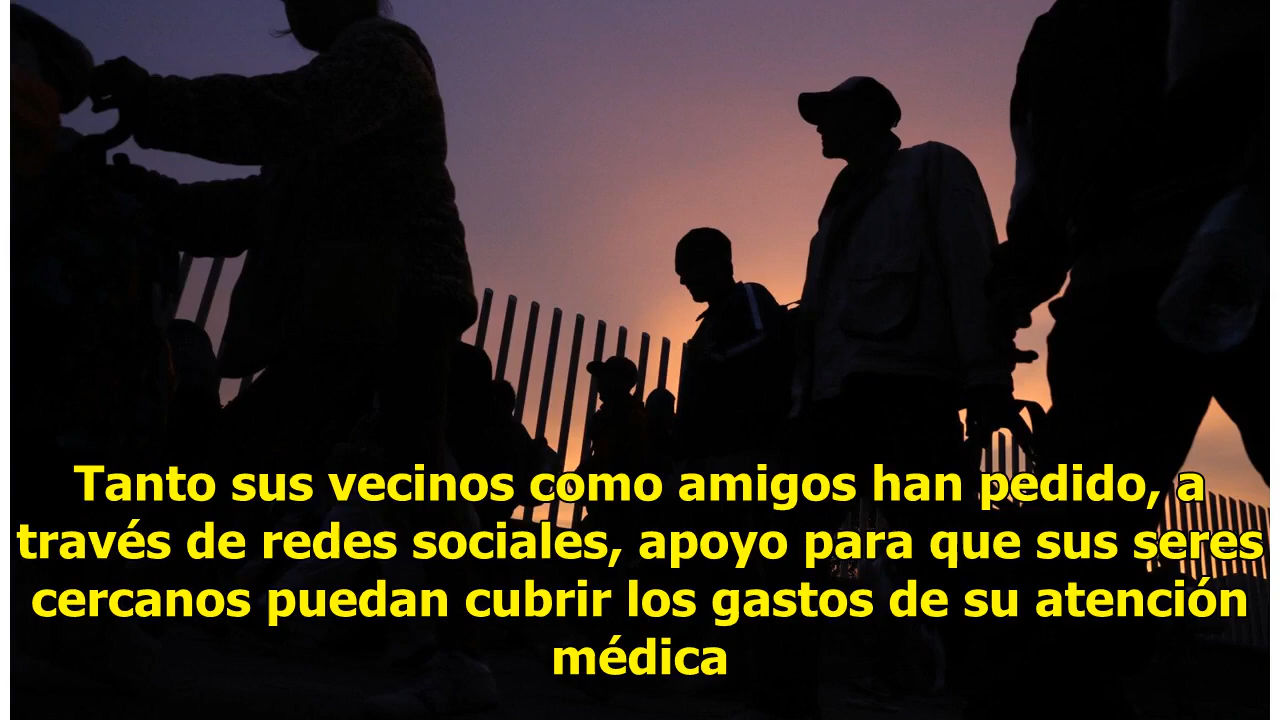 Tanto sus vecinos como amigos han pedido, a
través de redes sociales, apoyo para que sus seres
cercanos puedan cubrir los gastos de su atención
médica